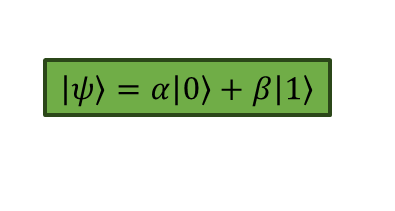 |ψ⟩ = α|0⟩ + β|1⟩